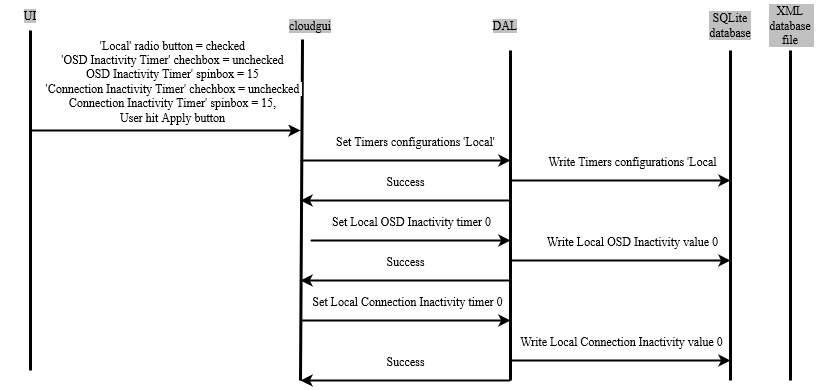 UI
cloudgui
DAL
SQLite
database
XML
database
file
'Local' radio button = checked
'OSD Inactivity Timer' chechbox = unchecked
OSD Inactivity Timer' spinbox = 15
'Connection Inactivity Timer' chechbox = unchecked
Connection Inactivity Timer' spinbox = 15,
User hit Apply button
Set Timers configurations 'Local'
Write Timers configurations 'Local
Success
Set Local OSD Inactivity timer 0
Write Local OSD Inactivity value 0
Success
Set Local Connection Inactivity timer 0
Write Local Connection Inactivity value 0
Success